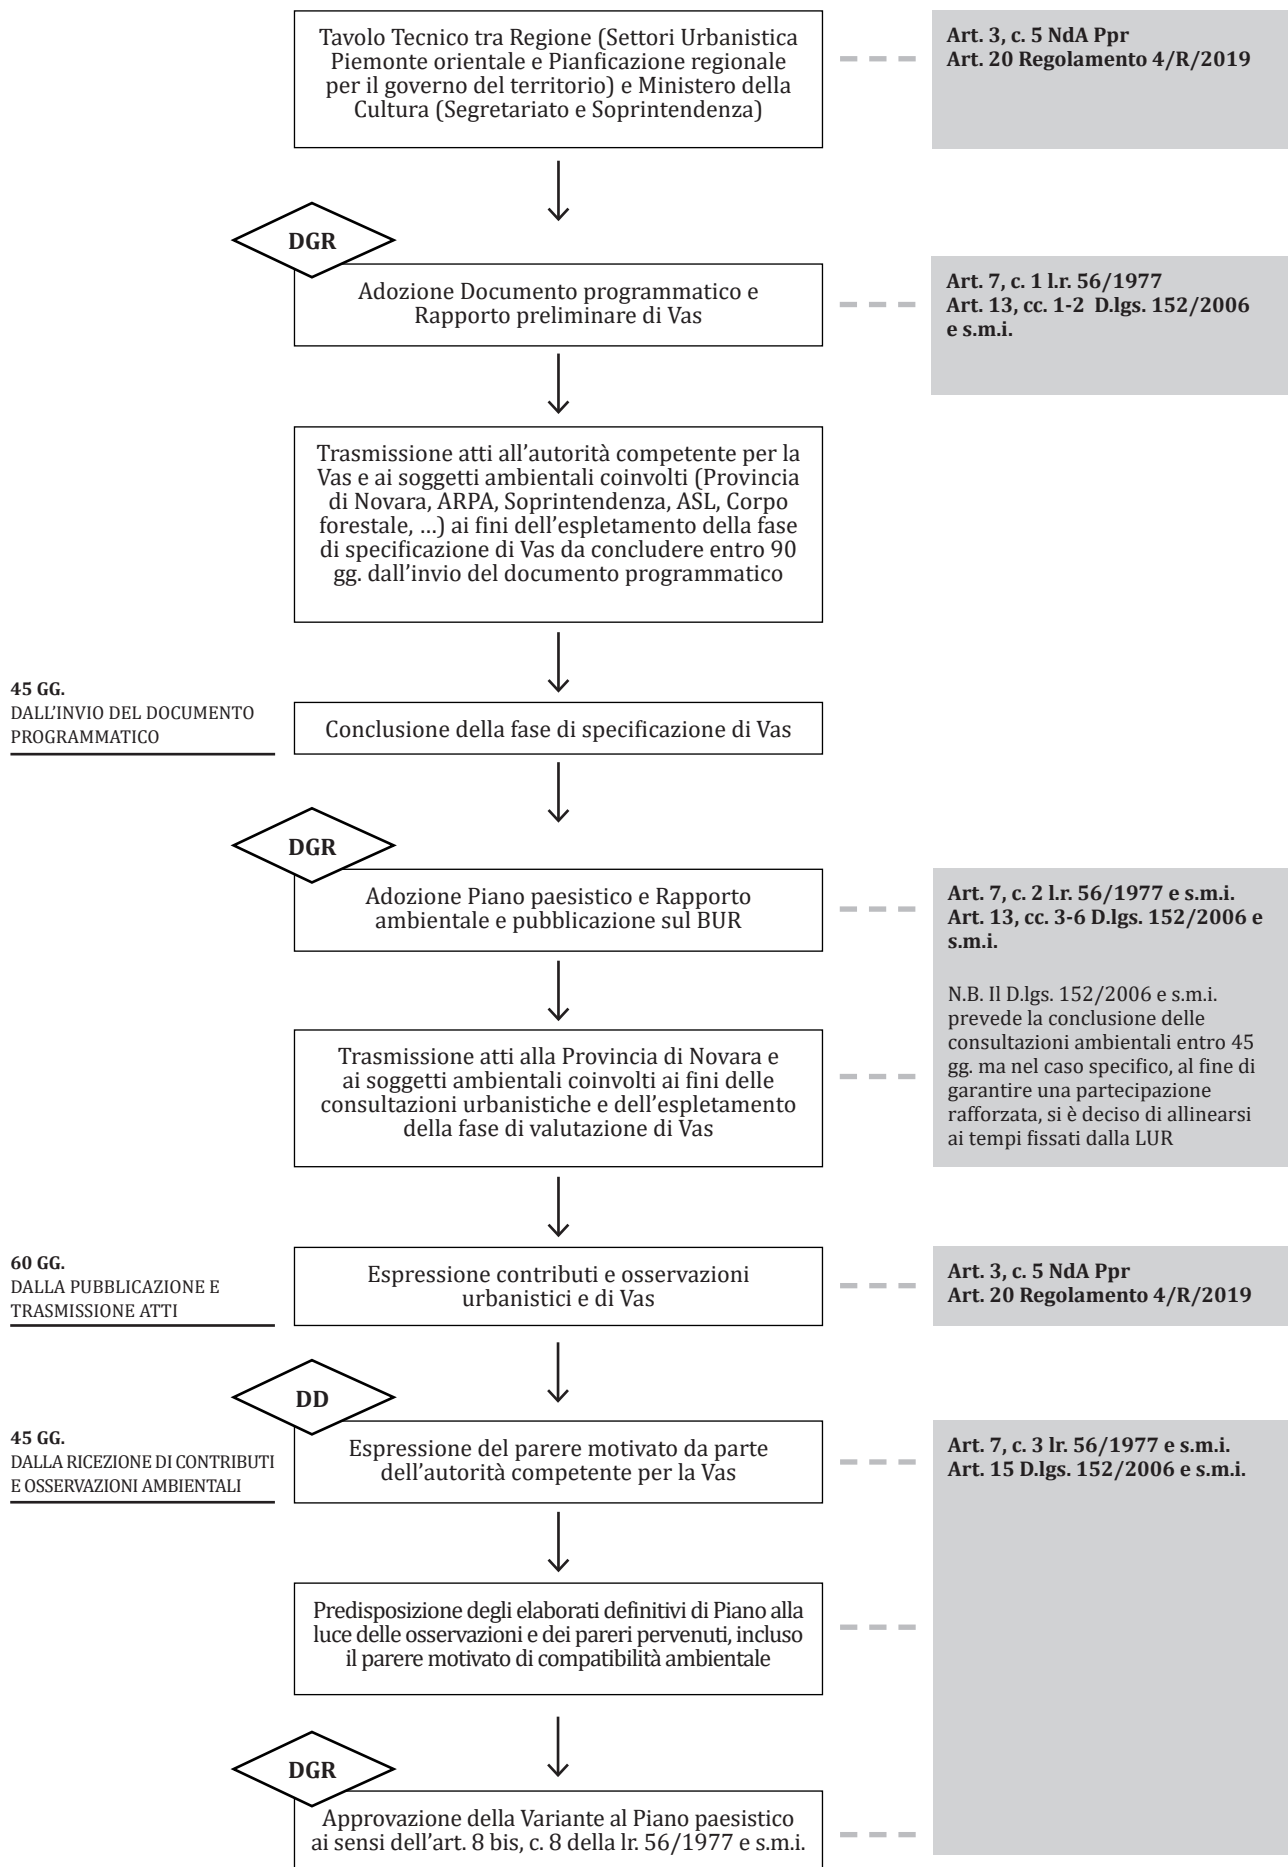 Tavolo Tecnico tra Regione (Settori Urbanistica
Piemonte orientale e Pianficazione regionale
per il governo del territorio) e Ministero della
Cultura (Segretariato e Soprintendenza)
Art. 3, c. 5 NdA Ppr
Art. 20 Regolamento 4/R/2019
DGR
Adozione Documento programmatico e
Rapporto preliminare di Vas
Art. 7, c. 1 l.r. 56/1977
Art. 13, cc. 1-2 D.lgs. 152/2006
e s.m.i.
Trasmissione atti all'autorità competente per la
Vas e ai soggetti ambientali coinvolti (Provincia
di Novara, ARPA, Soprintendenza, ASL, Corpo
forestale, …) ai fini dell'espletamento della fase
di specificazione di Vas da concludere entro 90
gg. dall'invio del documento programmatico
45 GG.
DALL'INVIO DEL DOCUMENTO
PROGRAMMATICO
Conclusione della fase di specificazione di Vas
DGR
Adozione Piano paesistico e Rapporto
ambientale e pubblicazione sul BUR
Art. 7, c. 2 l.r. 56/1977 e s.m.i.
Art. 13, cc. 3-6 D.lgs. 152/2006 e
s.m.i.
N.B. Il D.lgs. 152/2006 e s.m.i.
prevede la conclusione delle
consultazioni ambientali entro 45
gg. ma nel caso specifico, al fine di
garantire una partecipazione
rafforzata, si è deciso di allinearsi
ai tempi fissati dalla LUR
Trasmissione atti alla Provincia di Novara e
ai soggetti ambientali coinvolti ai fini delle
consultazioni urbanistiche e dell'espletamento
della fase di valutazione di Vas
60 GG.
DALLA PUBBLICAZIONE E
TRASMISSIONE ATTI
Espressione contributi e osservazioni
urbanistici e di Vas
Art. 3, c. 5 NdA Ppr
Art. 20 Regolamento 4/R/2019
DD
45 GG.
DALLA RICEZIONE DI CONTRIBUTI
E OSSERVAZIONI AMBIENTALI
Espressione del parere motivato da parte
dell'autorità competente per la Vas
Art. 7, c. 3 lr. 56/1977 e s.m.i.
Art. 15 D.lgs. 152/2006 e s.m.i.
Predisposizione degli elaborati definitivi di Piano alla
luce delle osservazioni e dei pareri pervenuti, incluso
il parere motivato di compatibilità ambientale
DGR
Approvazione della Variante al Piano paesistico
ai sensi dell'art. 8 bis, c. 8 della lr. 56/1977 e s.m.i.